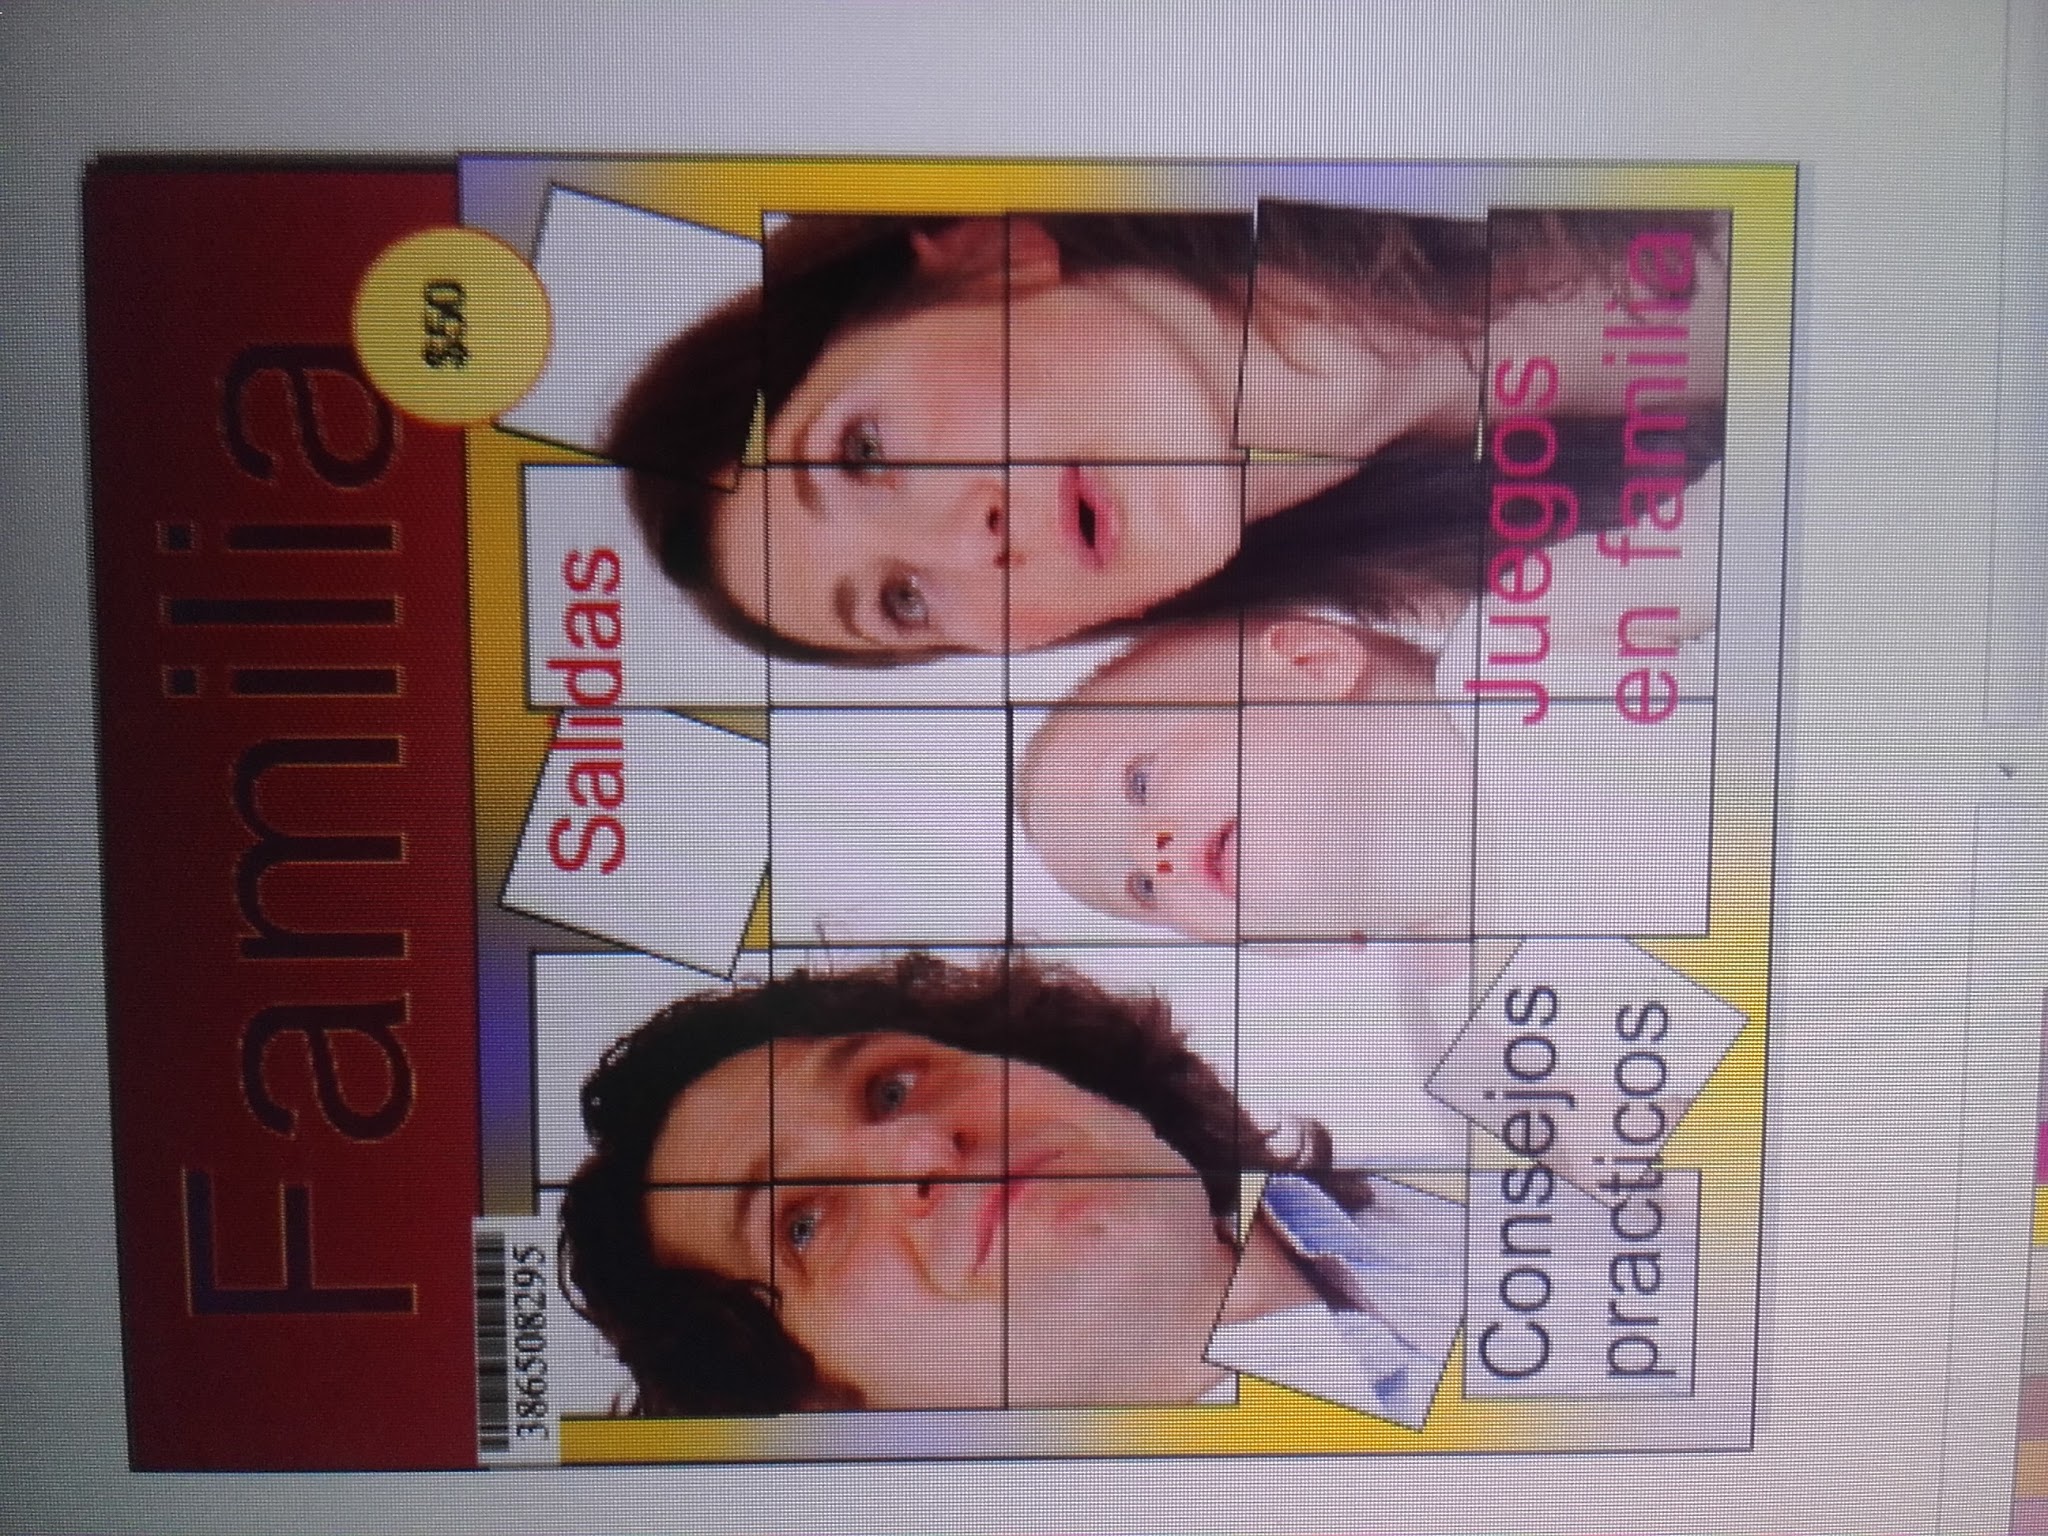 Familia
$50
386508295
Salidas
Consejos
practicos
Juegos
en familia